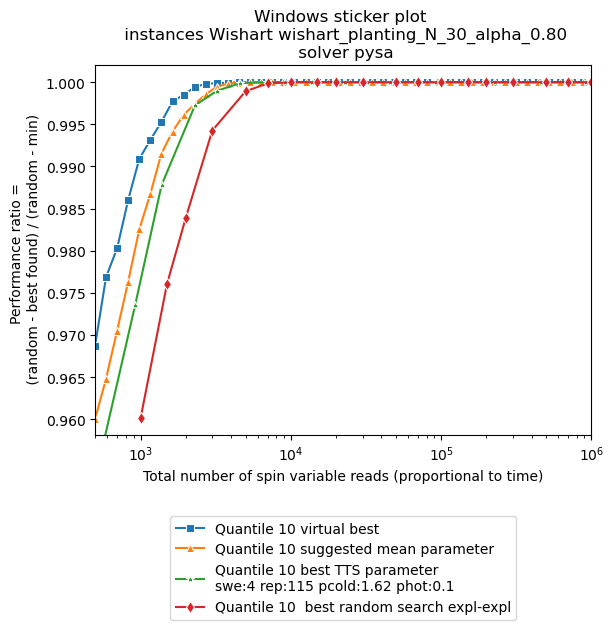 Windows sticker plot
instances Wishart wishart_planting_N_30_alpha_0.80
solver pysa
Performance ratio =
(random - best found) / (random - min)
1.000
0.995
0.990
0.985
0.980
0.975
0.970
0.965
0.960
10³
10⁴
10⁵
10⁶
Total number of spin variable reads (proportional to time)
Quantile 10 virtual best
Quantile 10 suggested mean parameter
Quantile 10 best TTS parameter
swe:4 rep:115 pcold:1.62 phot:0.1
Quantile 10  best random search expl-expl